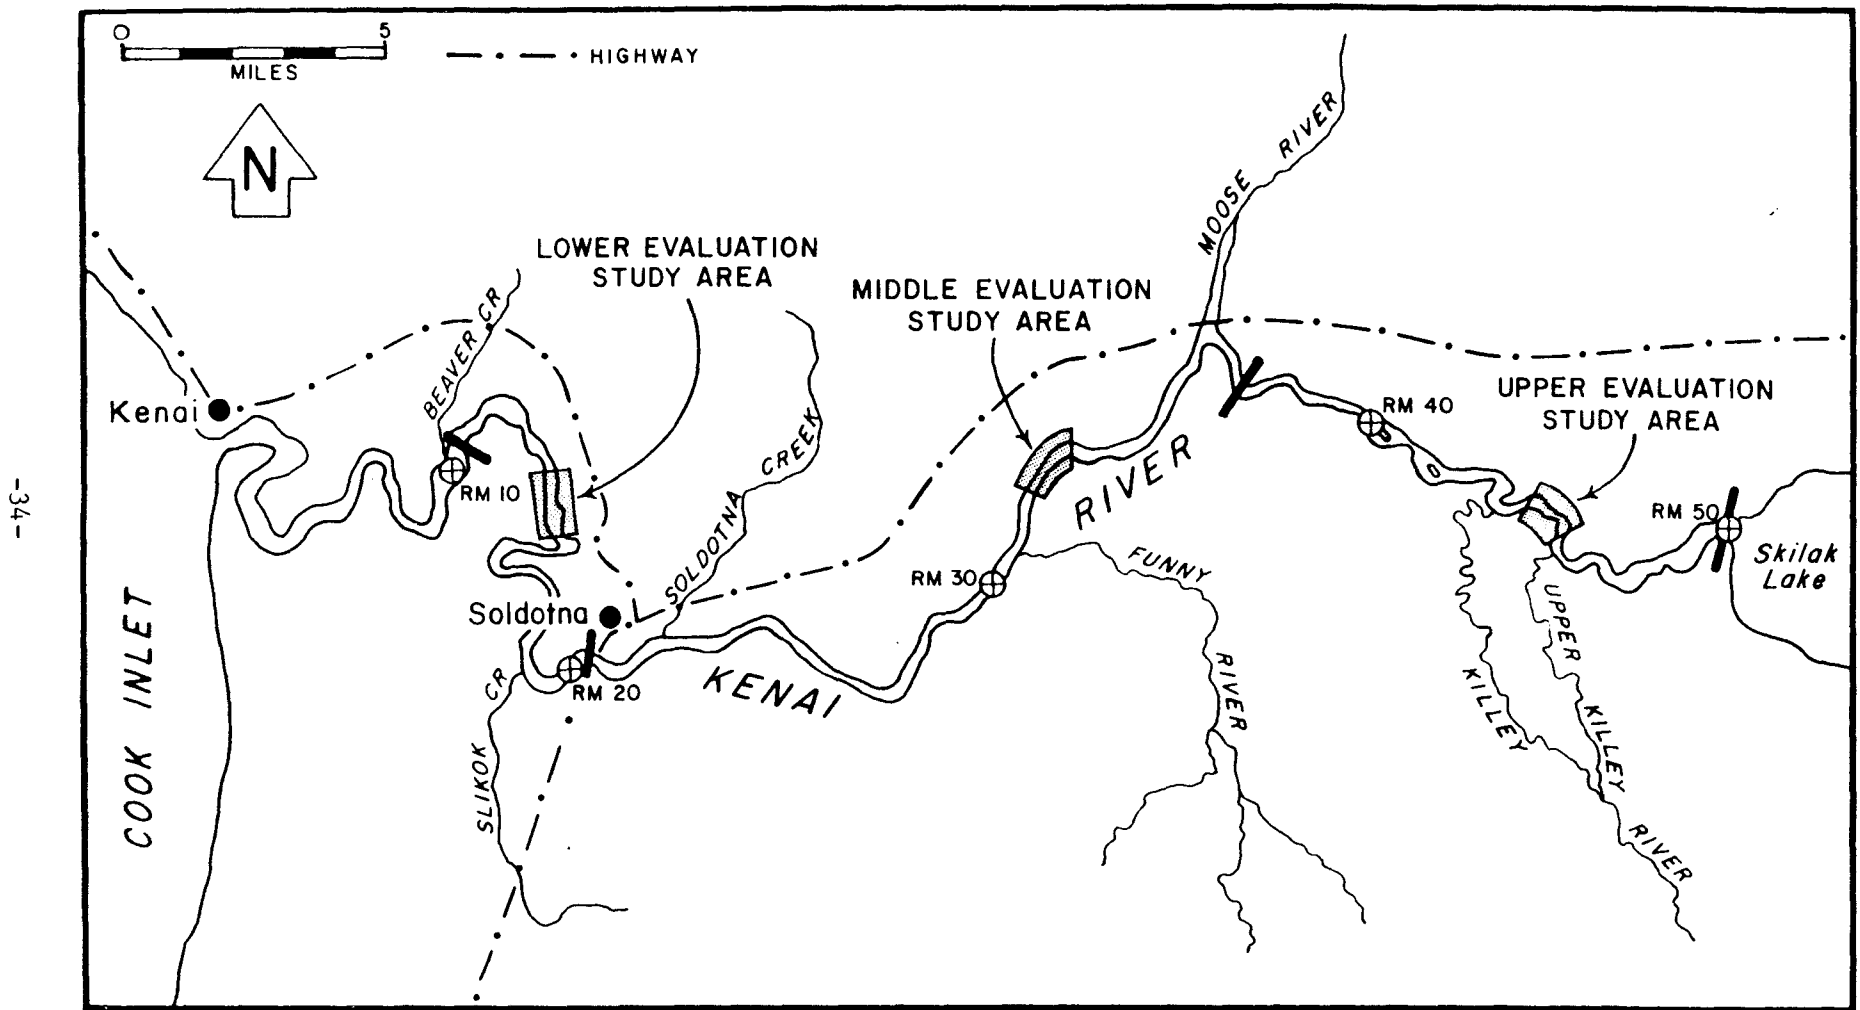 0 5
MILES
HIGHWAY
N
MOOSE RIVER
LOWER EVALUATION
STUDY AREA
MIDDLE EVALUATION
STUDY AREA
UPPER EVALUATION
STUDY AREA
BEAVER CR
Kenai
SOLDOTNA CREEK
RM 40
RM 10
RM 50
Skilak
Lake
RIVER
FUNNY
RIVER
RM 30
Soldotna
RM 20
KENAI
SLIKOK CR
COOK INLET
KILLEY
UPPER KILLEY
RIVER
-34-